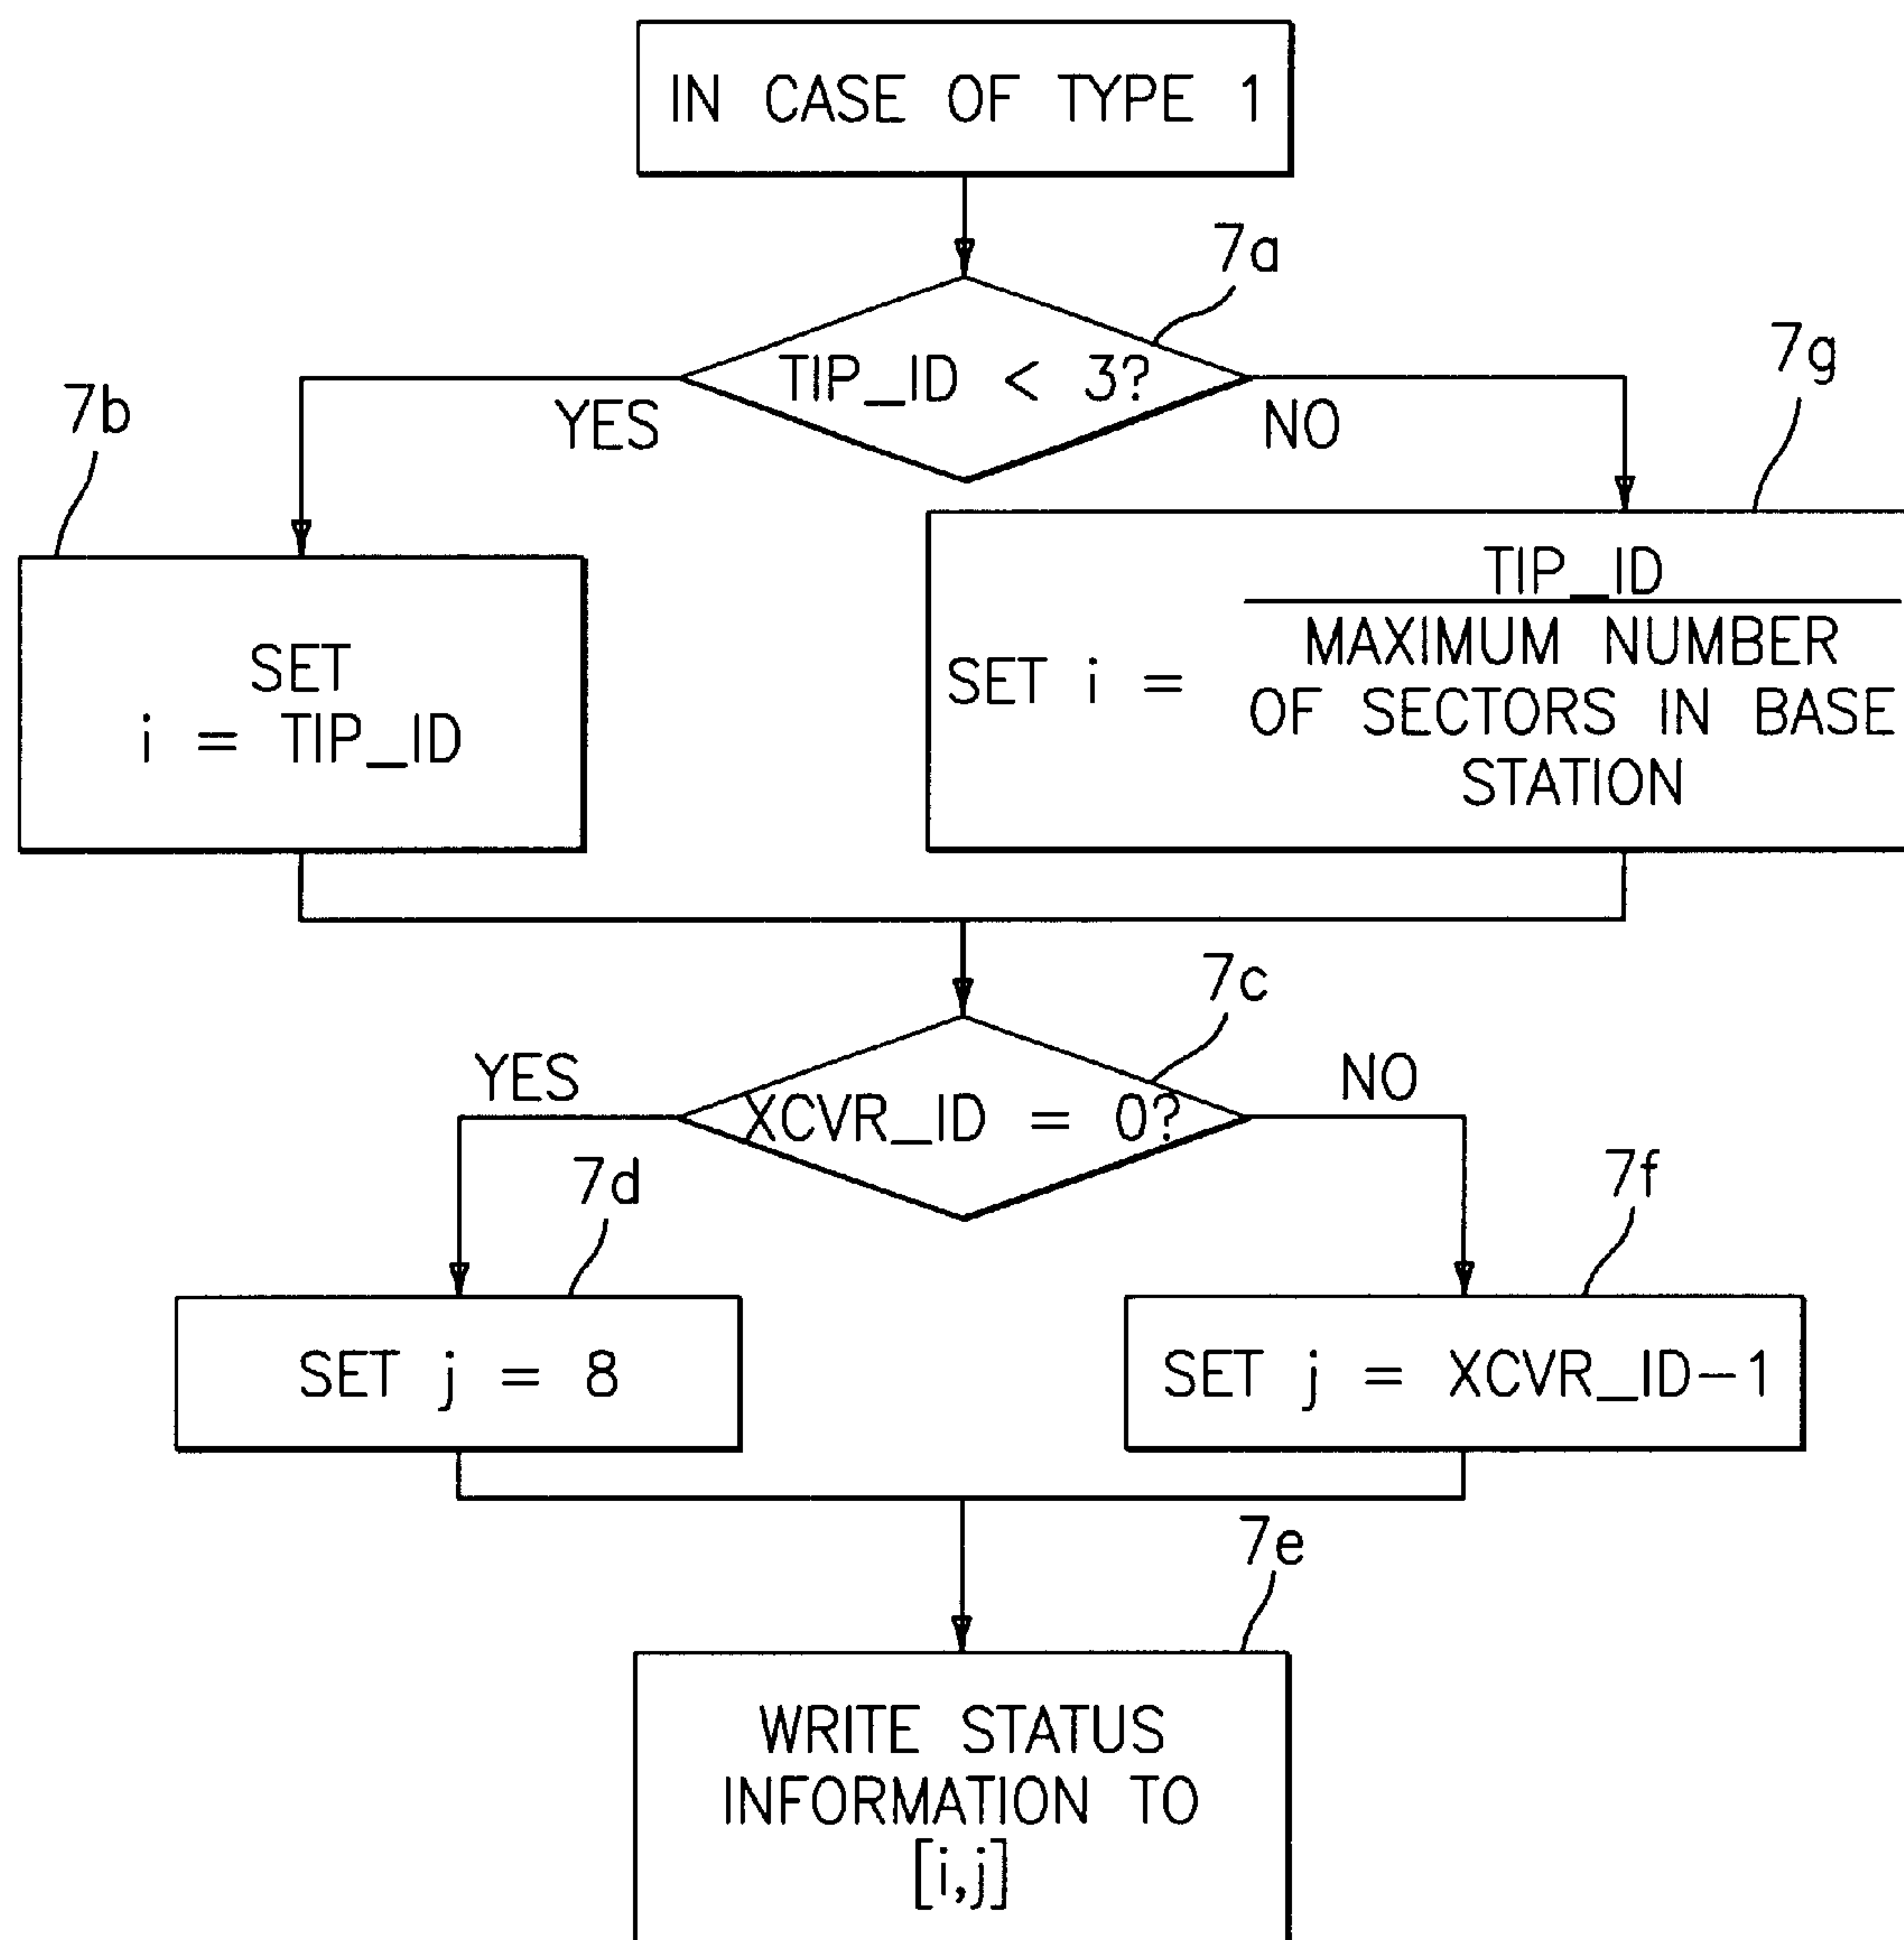 IN CASE OF TYPE 1
7a
TIP_ID < 3?
YES
NO
7b
7g
SET
i = TIP_ID
SET i =
TIP_ID
MAXIMUM NUMBER
OF SECTORS IN BASE
STATION
7c
XCVR_ID = 0?
YES
NO
7d
7f
SET j = 8
SET j = XCVR_ID-1
7e
WRITE STATUS
INFORMATION TO
[i,j]